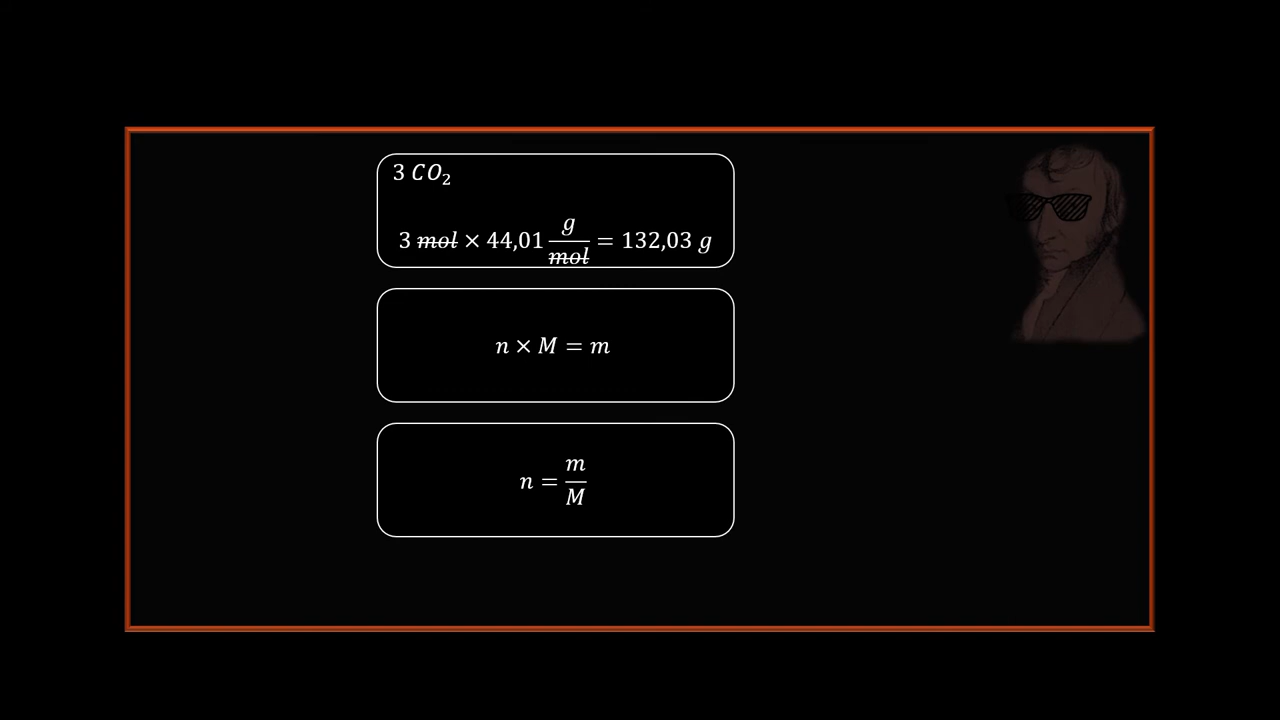 3 CO₂
3 mol × 44,01 g/mol = 132,03 g
n × M = m
n = m/M